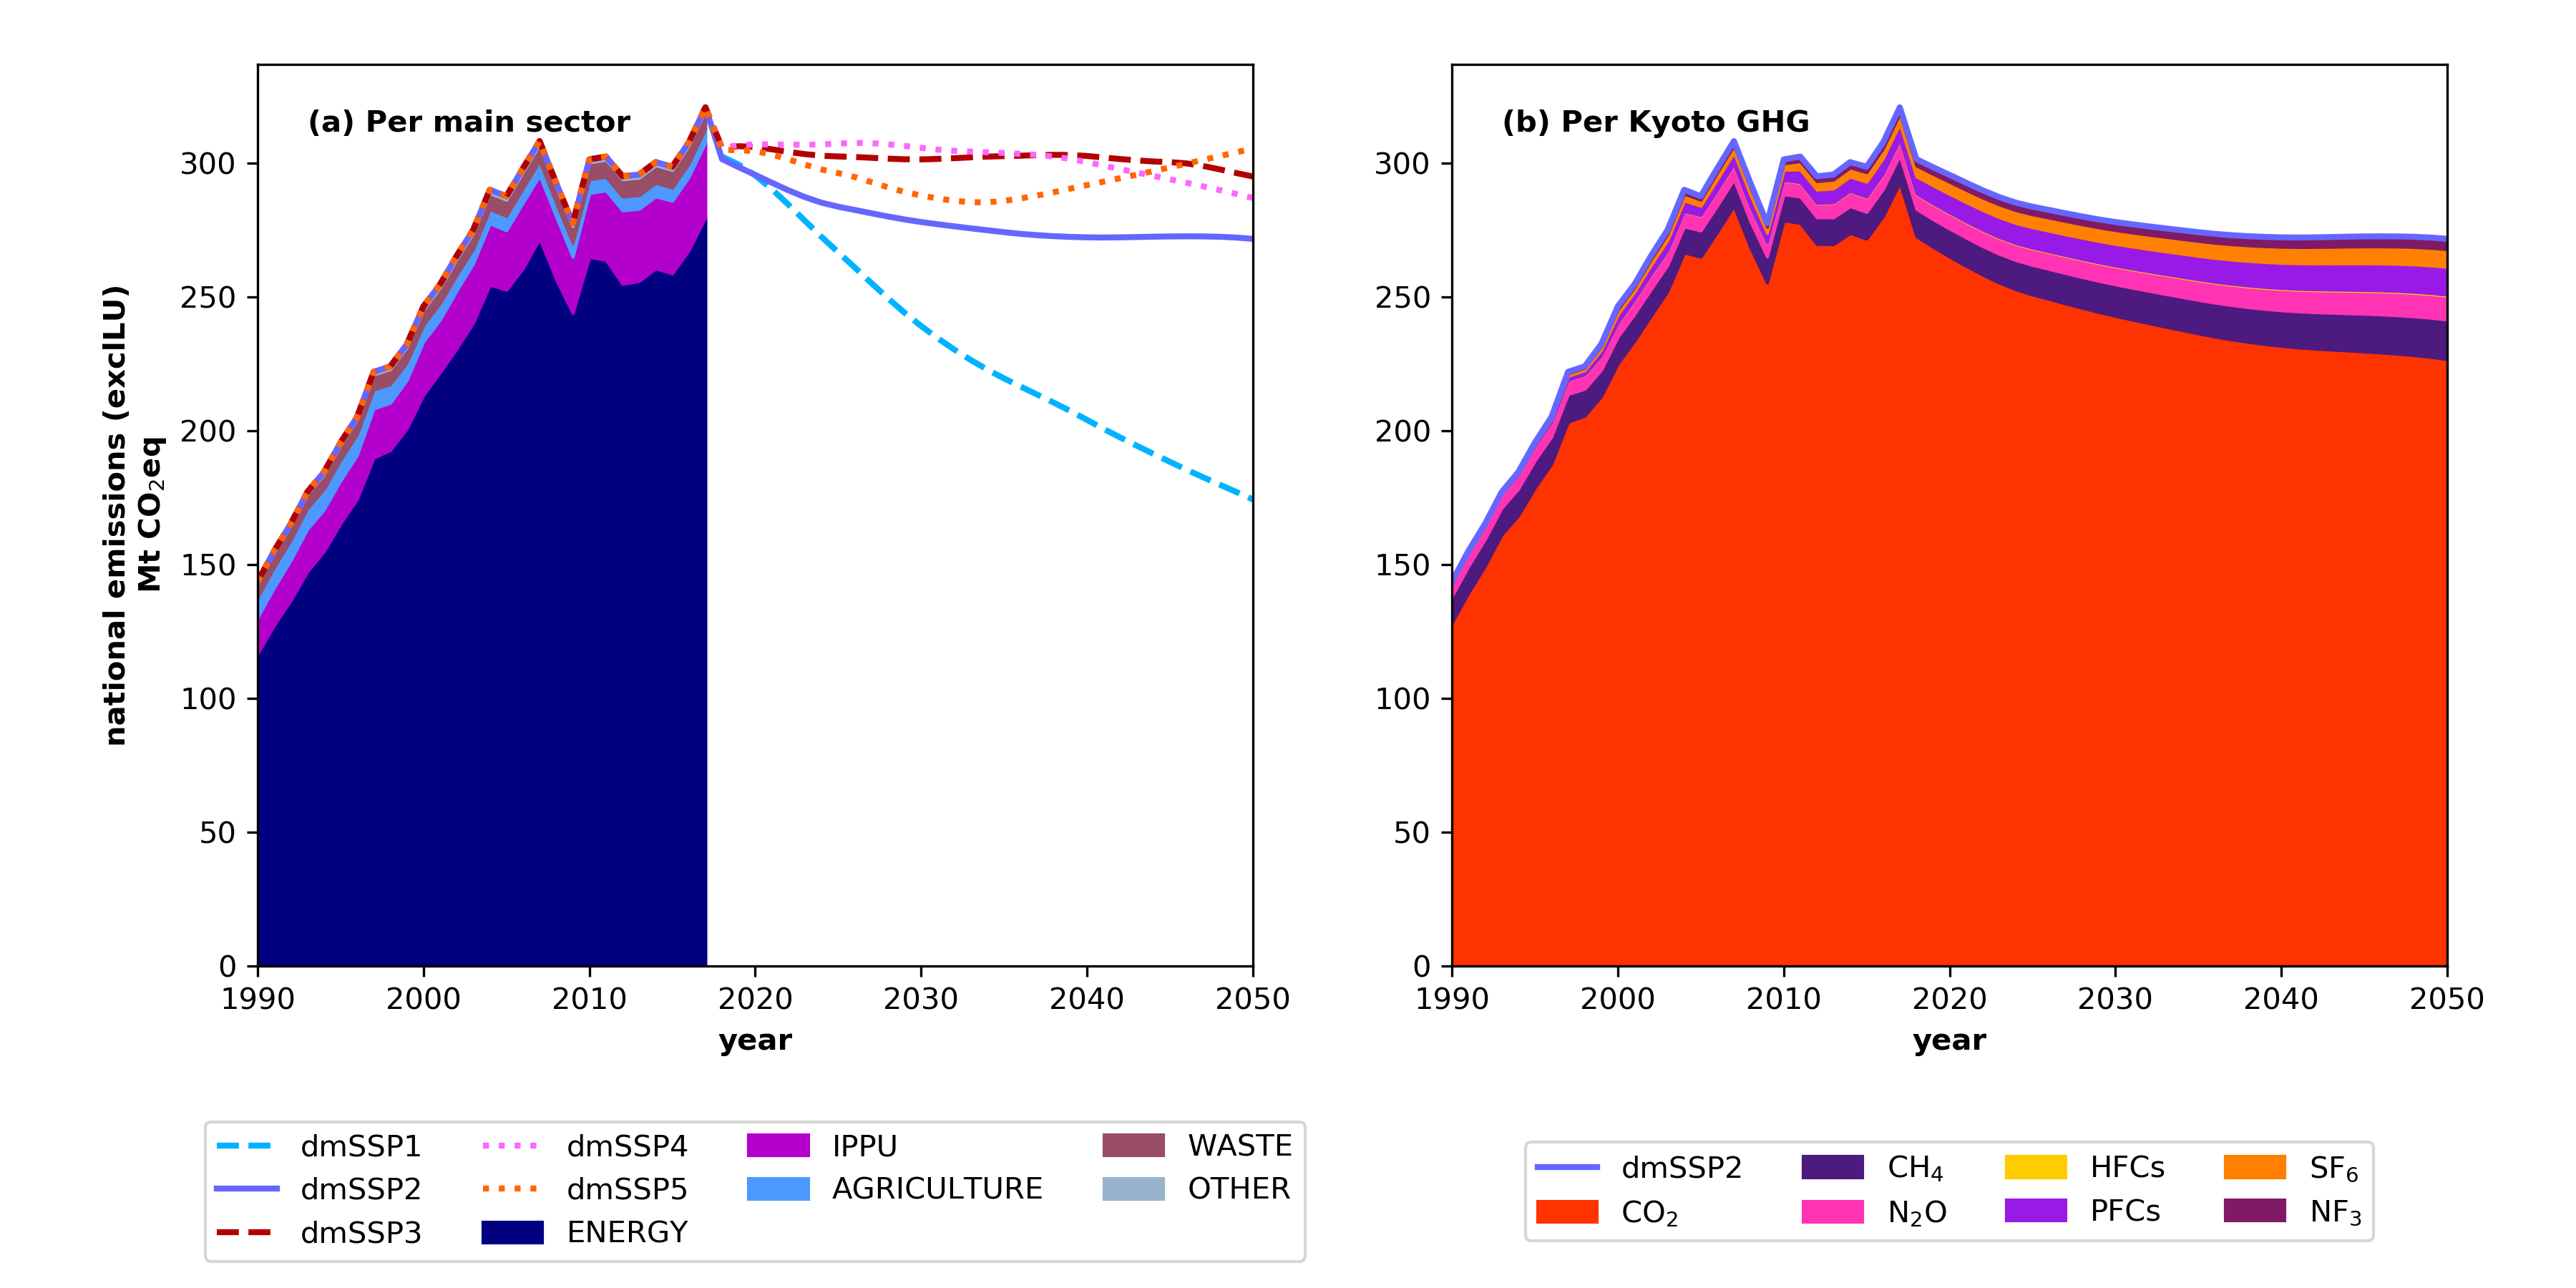 (a) Per main sector
national emissions (exclLU)
Mt CO₂eq
300
250
200
150
100
50
0
1990 2000 2010 2020 2030 2040 2050
year
dmSSP1 dmSSP4 IPPU WASTE
dmSSP2 dmSSP5 AGRICULTURE OTHER
dmSSP3 ENERGY
(b) Per Kyoto GHG
300
250
200
150
100
50
0
1990 2000 2010 2020 2030 2040 2050
year
dmSSP2 CH₄ HFCs SF₆
CO₂ N₂O PFCs NF₃